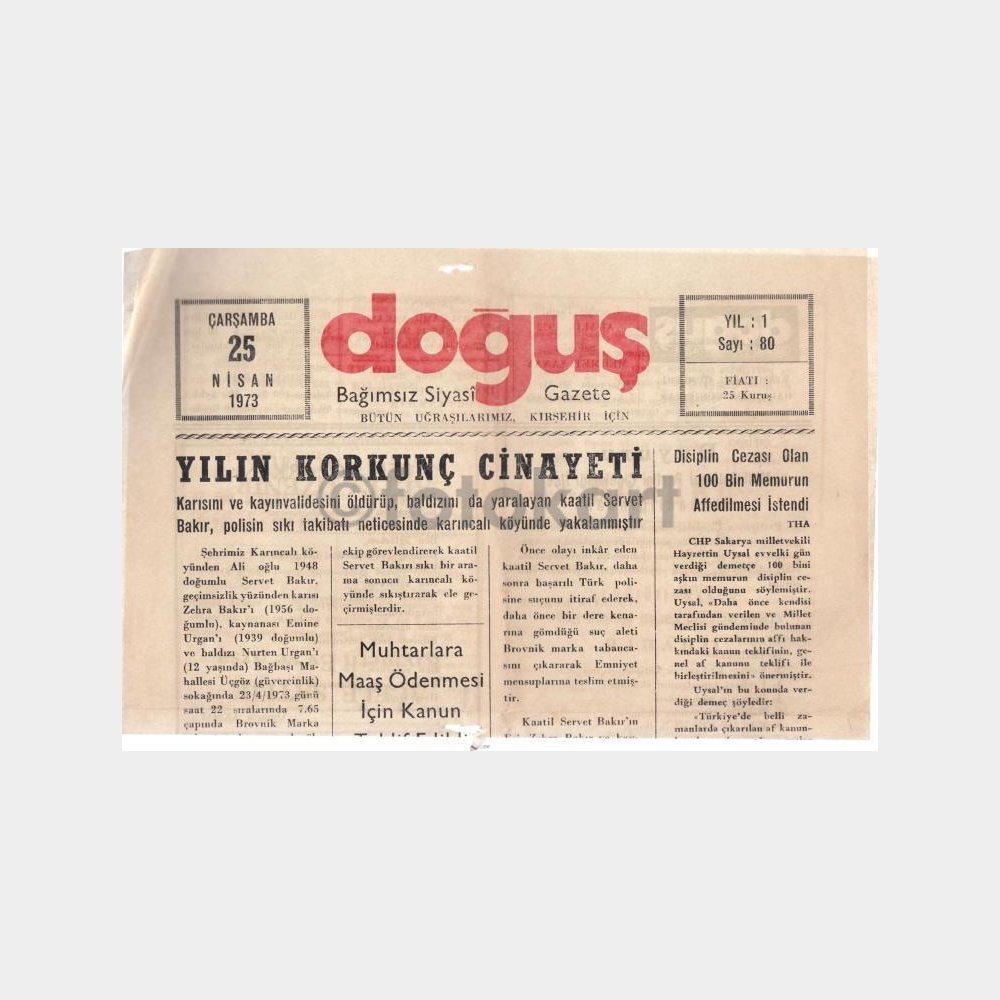 ÇARŞAMBA
25
NİSAN
1973
doğuş
Bağımsız Siyasî Gazete
BÜTÜN UĞRAŞILARIMIZ, KIRŞEHİR İÇİN
YIL : 1
Sayı : 80
FİATI :
25 Kuruş
©fotokart
YILIN KORKUNÇ CİNAYETİ
Karısını ve kayınvalidesini öldürüp, baldızını da yaralayan kaatil Servet
Bakır, polisin sıkı takibatı neticesinde karıncalı köyünde yakalanmıştır
Şehrimiz Karıncalı kö-
yünden Ali oğlu 1948
doğumlu Servet Bakır,
geçimsizlik yüzünden karısı
Zehra Bakır'ı (1956 do-
ğumlu), kaynanası Emine
Urgan'ı (1939 doğumlu)
ve baldızı Nurten Urgan'ı
(12 yaşında) Bağbaşı Ma-
hallesi Üçgöz (güvercinlik)
sokağında 23/4/1973 günü
saat 22 sıralarında 7.65
çapında Brovnik Marka
ekip görevlendirerek kaatil
Servet Bakırı sıkı bir ara-
ma sonucu karıncalı kö-
yünde sıkıştırarak ele ge-
çirmişlerdir.
Muhtarlara
Maaş Ödenmesi
İçin Kanun
Önce olayı inkâr eden
kaatil Servet Bakır, daha
sonra başarılı Türk poli-
sine suçunu itiraf ederek,
daha önce bir dere kena-
rına gömdüğü suç aleti
Brovnik marka tabanca-
sını çıkararak Emniyet
mensuplarına teslim etmiş-
tir.
Kaatil Servet Bakır'ın
Disiplin Cezası Olan
100 Bin Memurun
Affedilmesi İstendi
THA
CHP Sakarya milletvekili
Hayrettin Uysal evvelki gün
verdiği demetçe 100 bini
aşkın memurun disiplin ce-
zası olduğunu söylemiştir.
Uysal, «Daha önce kendisi
tarafından verilen ve Millet
Meclisi gündeminde bulunan
disiplin cezalarının affı hak-
kındaki kanun teklifinin, ge-
nel af kanunu teklifi ile
birleştirilmesini» önermiştir.
Uysal'ın bu konuda ver-
diği demeç şöyledir:
«Türkiye'de belli za-
manlarda çıkarılan af kanun-